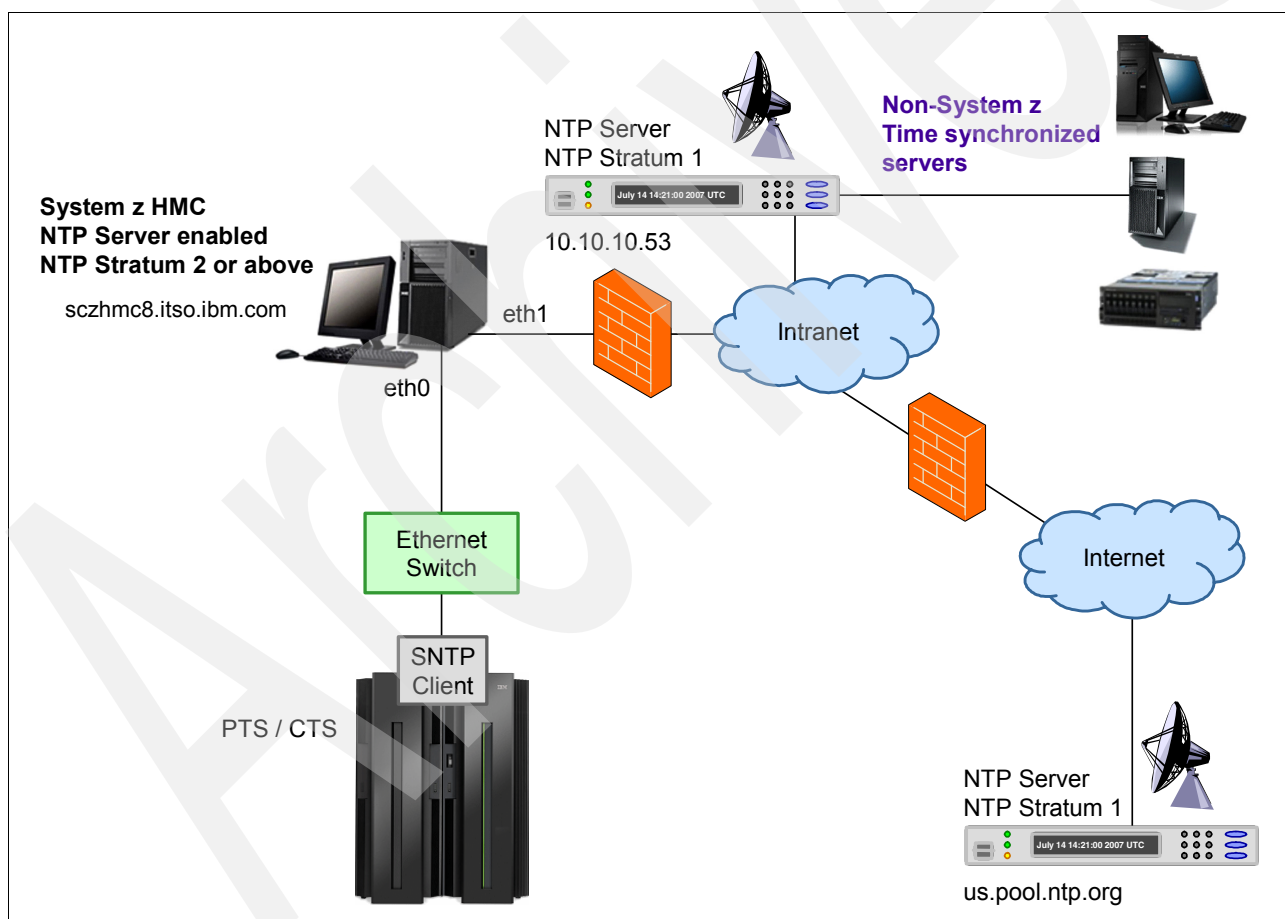 NTP Server
NTP Stratum 1
July 14 14:21:00 2007 UTC
10.10.10.53
Non-System z
Time synchronized
servers
System z HMC
NTP Server enabled
NTP Stratum 2 or above
sczhmc8.itso.ibm.com
eth1
eth0
Intranet
Ethernet
Switch
Internet
SNTP
Client
PTS / CTS
NTP Server
NTP Stratum 1
July 14 14:21:00 2007 UTC
us.pool.ntp.org